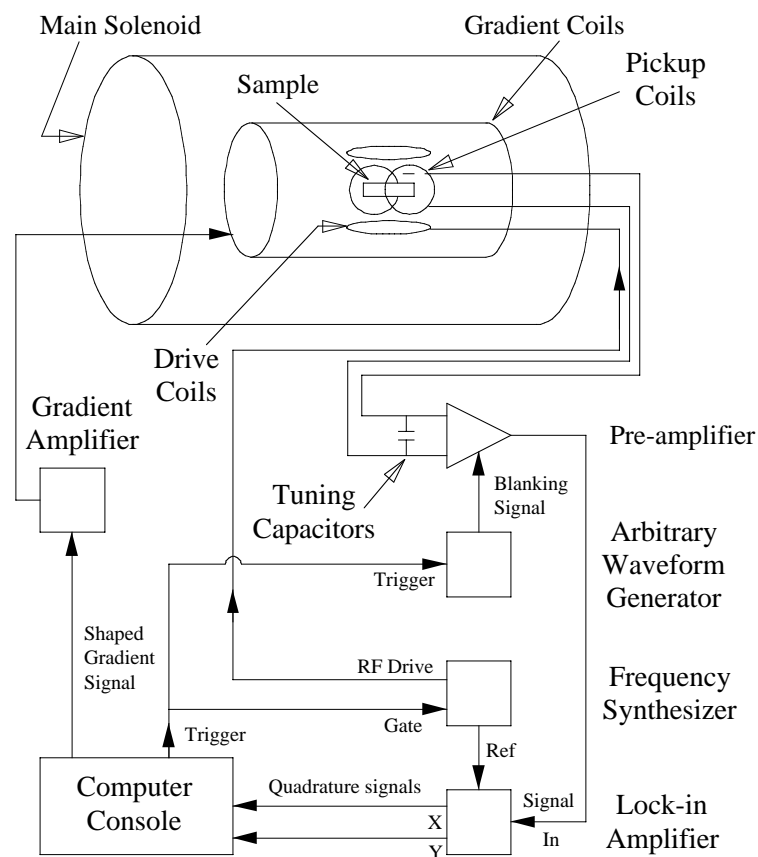 Main Solenoid
Gradient Coils
Pickup
Coils
Sample
Drive
Coils
Gradient
Amplifier
Pre-amplifier
Tuning
Capacitors
Blanking
Signal
Arbitrary
Waveform
Generator
Trigger
Shaped
Gradient
Signal
RF Drive
Frequency
Synthesizer
Gate
Trigger
Ref
Computer
Console
Quadrature signals
X
Y
Signal
In
Lock-in
Amplifier